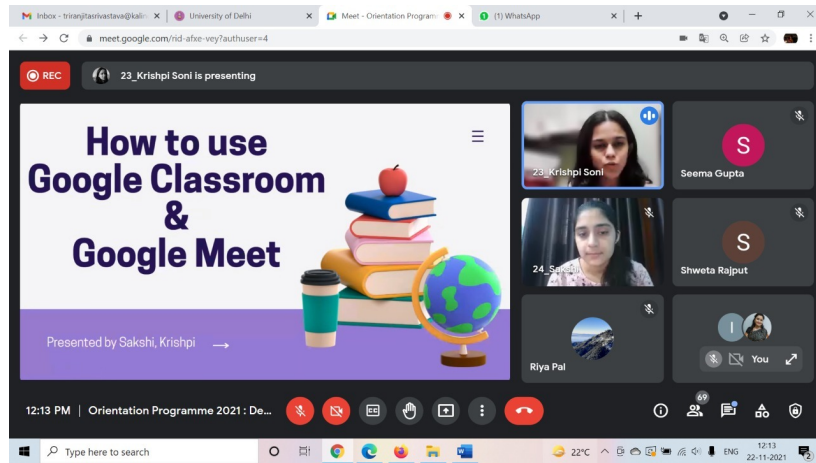 Inbox - triranjitasrivastava@kalin
University of Delhi
Meet - Orientation Program
(1) WhatsApp
meet.google.com/rid-afxe-vey?authuser=4
REC
23_Krishpi Soni is presenting
How to use
Google Classroom
&
Google Meet
Presented by Sakshi, Krishpi →
23_Krishpi Soni
S
Seema Gupta
24_Sakshi
S
Shweta Rajput
Riya Pal
I
You
12:13 PM | Orientation Programme 2021 : De...
CC
69
Type here to search
22°C
ENG
12:13
22-11-2021
2